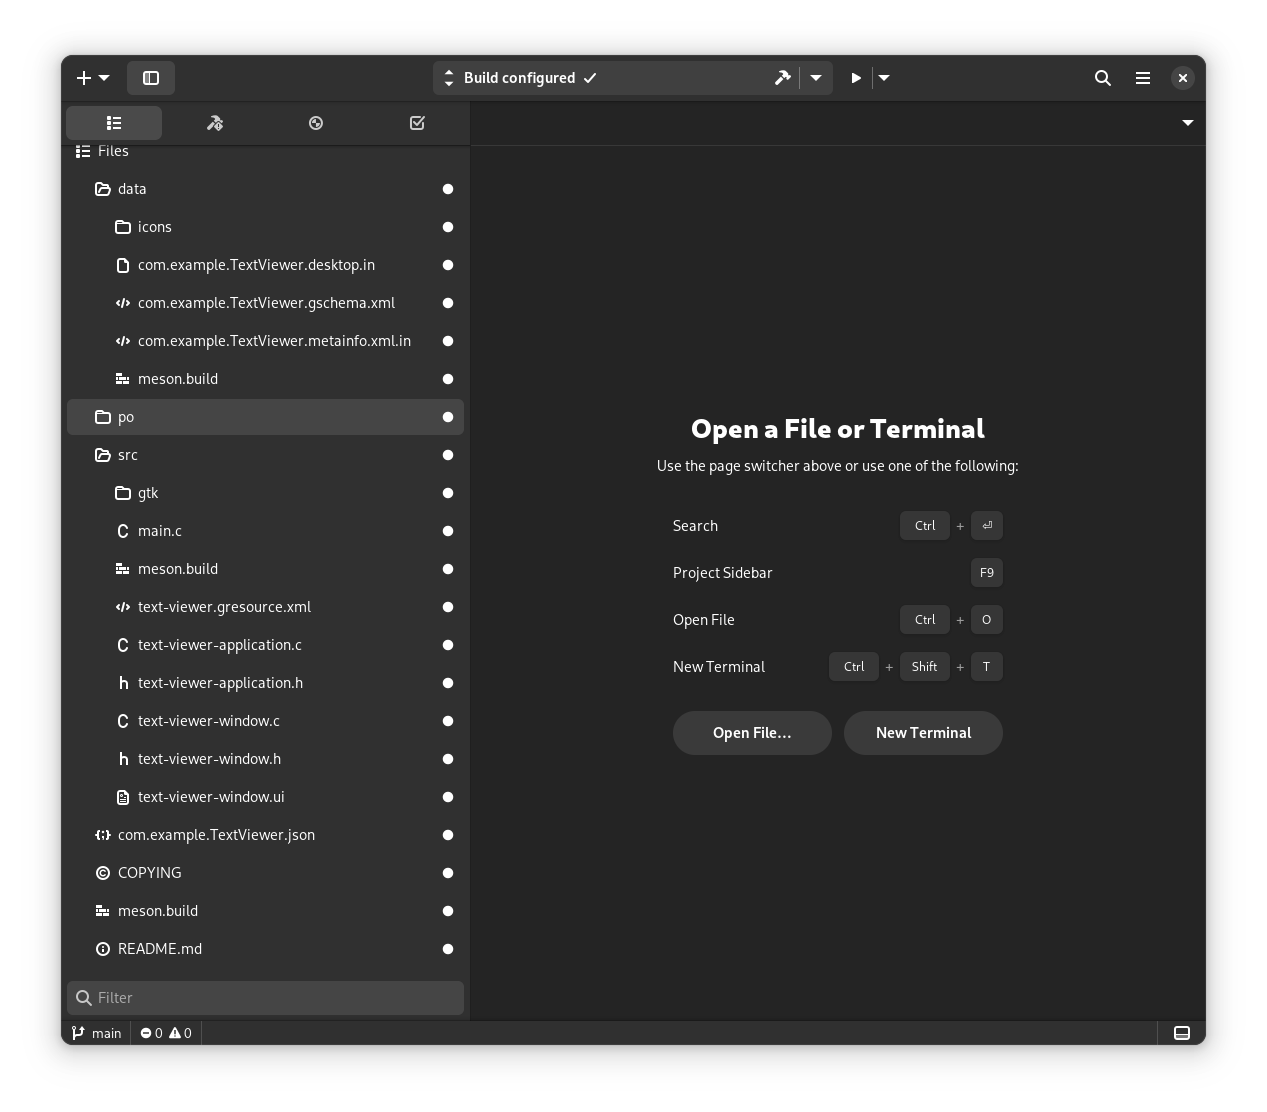 Build configured
Files
data
icons
com.example.TextViewer.desktop.in
com.example.TextViewer.gschema.xml
com.example.TextViewer.metainfo.xml.in
meson.build
po
src
gtk
main.c
meson.build
text-viewer.gresource.xml
text-viewer-application.c
text-viewer-application.h
text-viewer-window.c
text-viewer-window.h
text-viewer-window.ui
com.example.TextViewer.json
COPYING
meson.build
README.md
Filter
main 0 0
Open a File or Terminal
Use the page switcher above or use one of the following:
Search Ctrl + ⏎
Project Sidebar F9
Open File Ctrl + O
New Terminal Ctrl + Shift + T
Open File… New Terminal